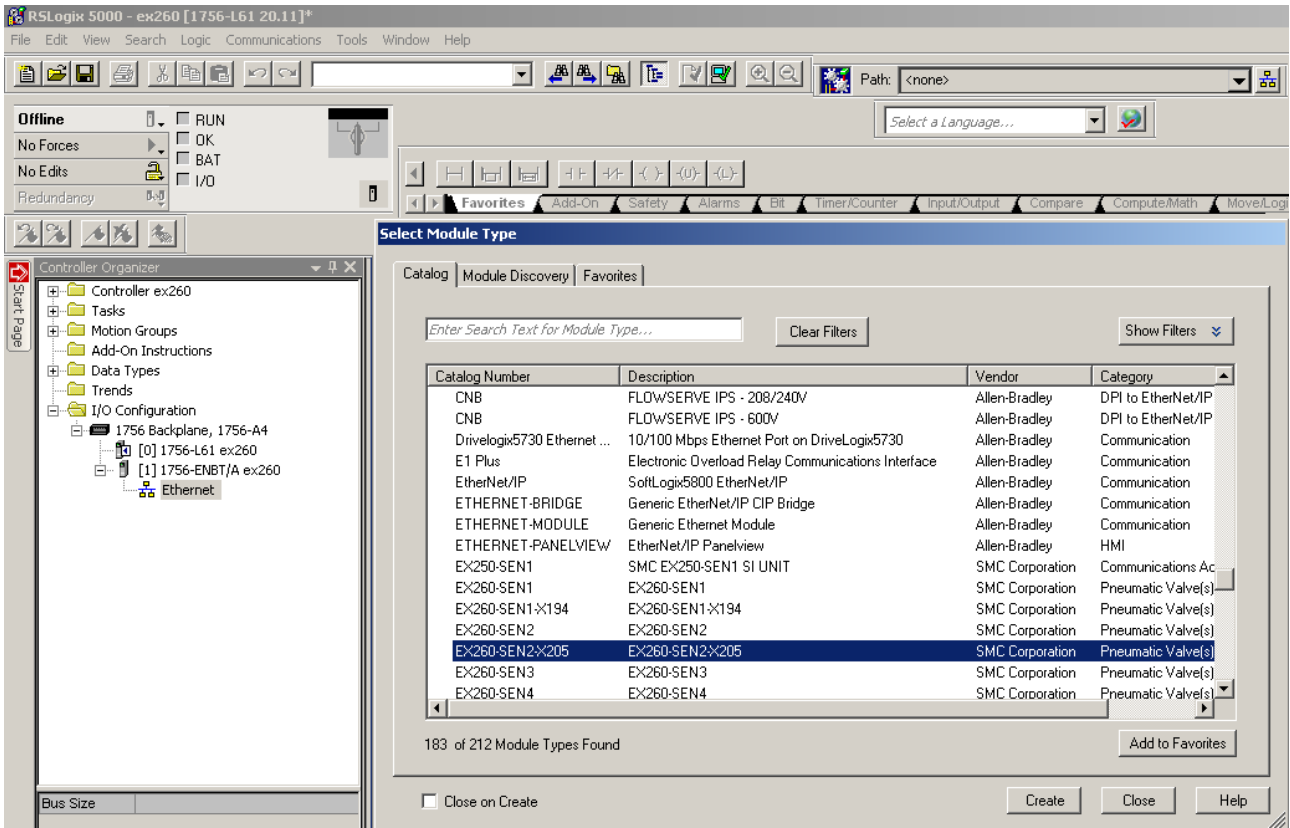 RSLogix 5000 - ex260 [1756-L61 20.11]*
File Edit View Search Logic Communications Tools Window Help
Path: <none>
Offline RUN
No Forces OK
No Edits BAT
I/O
Redundancy
Select a Language...
Favorites Add-On Safety Alarms Bit Timer/Counter Input/Output Compare Compute/Math Move/Logi
Start Page
Controller Organizer
Controller ex260
Tasks
Motion Groups
Add-On Instructions
Data Types
Trends
I/O Configuration
1756 Backplane, 1756-A4
[0] 1756-L61 ex260
[1] 1756-ENBT/A ex260
Ethernet
Bus Size
Select Module Type
Catalog Module Discovery Favorites
Enter Search Text for Module Type... Clear Filters Show Filters
Catalog Number Description Vendor Category
CNB FLOWSERVE IPS - 208/240V Allen-Bradley DPI to EtherNet/IP
CNB FLOWSERVE IPS - 600V Allen-Bradley DPI to EtherNet/IP
Drivelogix5730 Ethernet ... 10/100 Mbps Ethernet Port on DriveLogix5730 Allen-Bradley Communication
E1 Plus Electronic Overload Relay Communications Interface Allen-Bradley Communication
EtherNet/IP SoftLogix5800 EtherNet/IP Allen-Bradley Communication
ETHERNET-BRIDGE Generic EtherNet/IP CIP Bridge Allen-Bradley Communication
ETHERNET-MODULE Generic Ethernet Module Allen-Bradley Communication
ETHERNET-PANELVIEW EtherNet/IP Panelview Allen-Bradley HMI
EX250-SEN1 SMC EX250-SEN1 SI UNIT SMC Corporation Communications Ac
EX260-SEN1 EX260-SEN1 SMC Corporation Pneumatic Valve(s)
EX260-SEN1-X194 EX260-SEN1-X194 SMC Corporation Pneumatic Valve(s)
EX260-SEN2 EX260-SEN2 SMC Corporation Pneumatic Valve(s)
EX260-SEN2-X205 EX260-SEN2-X205 SMC Corporation Pneumatic Valve(s)
EX260-SEN3 EX260-SEN3 SMC Corporation Pneumatic Valve(s)
EX260-SEN4 EX260-SEN4 SMC Corporation Pneumatic Valve(s)
183 of 212 Module Types Found Add to Favorites
Close on Create Create Close Help